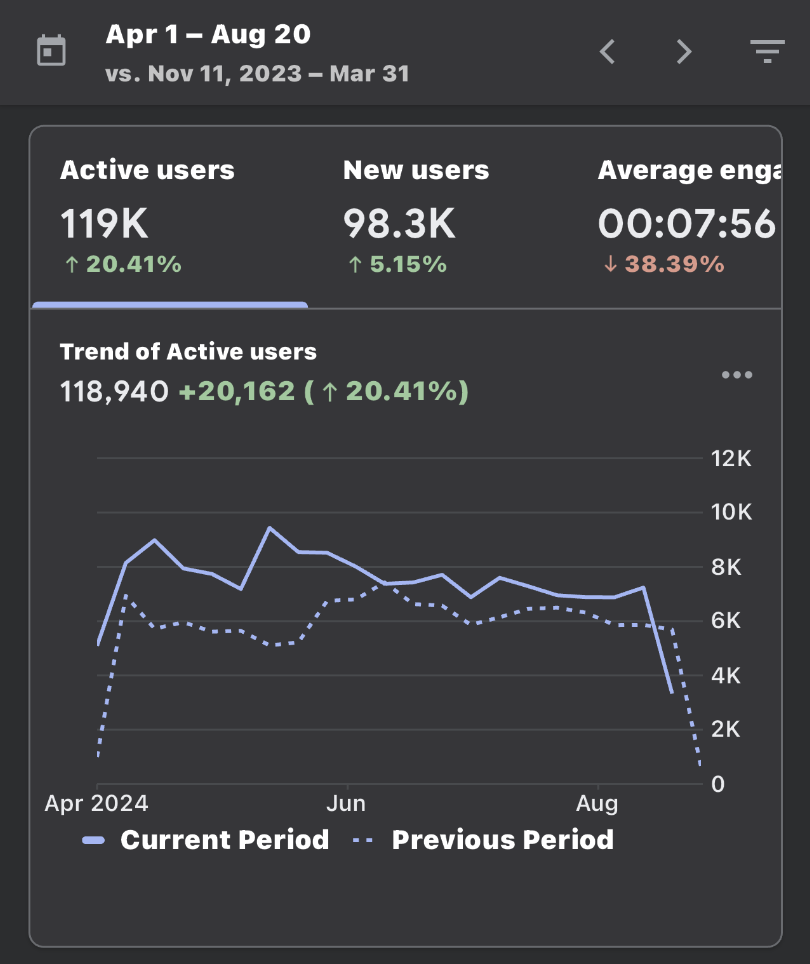 Apr 1 – Aug 20
vs. Nov 11, 2023 – Mar 31
Active users
119K
↑ 20.41%
New users
98.3K
↑ 5.15%
Average enga
00:07:56
↓ 38.39%
Trend of Active users
118,940 +20,162 ( ↑ 20.41%)
12K
10K
8K
6K
4K
2K
0
Apr 2024 Jun Aug
Current Period Previous Period